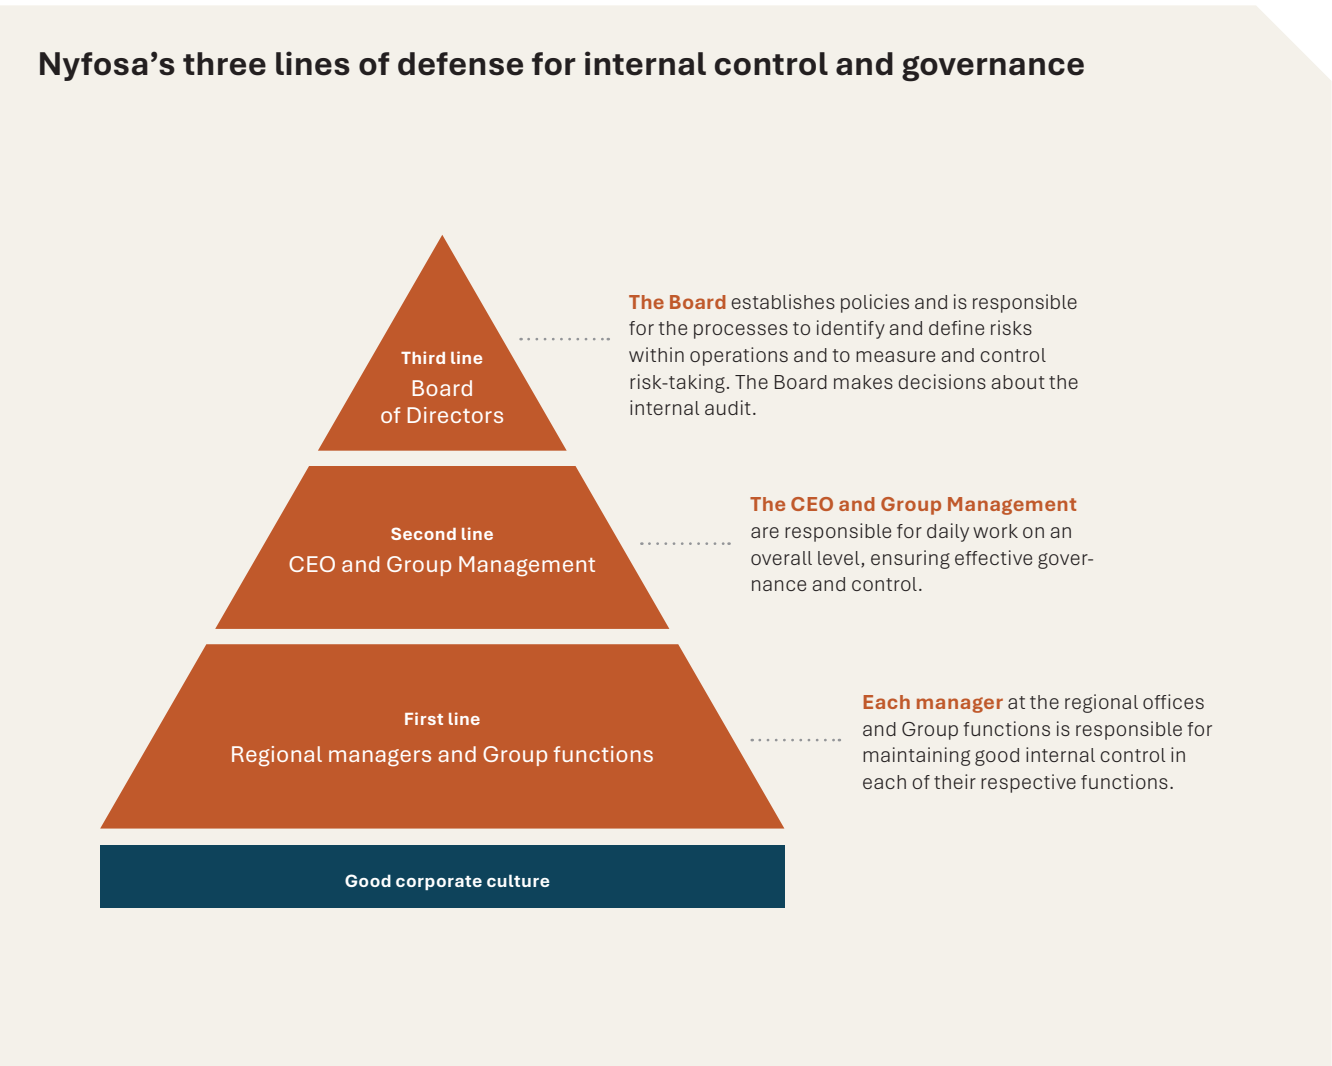 Nyfosa’s three lines of defense for internal control and governance
Third line
Board
of Directors
The Board establishes policies and is responsible
for the processes to identify and define risks
within operations and to measure and control
risk-taking. The Board makes decisions about the
internal audit.
Second line
CEO and Group Management
The CEO and Group Management
are responsible for daily work on an
overall level, ensuring effective gover-
nance and control.
First line
Regional managers and Group functions
Each manager at the regional offices
and Group functions is responsible for
maintaining good internal control in
each of their respective functions.
Good corporate culture